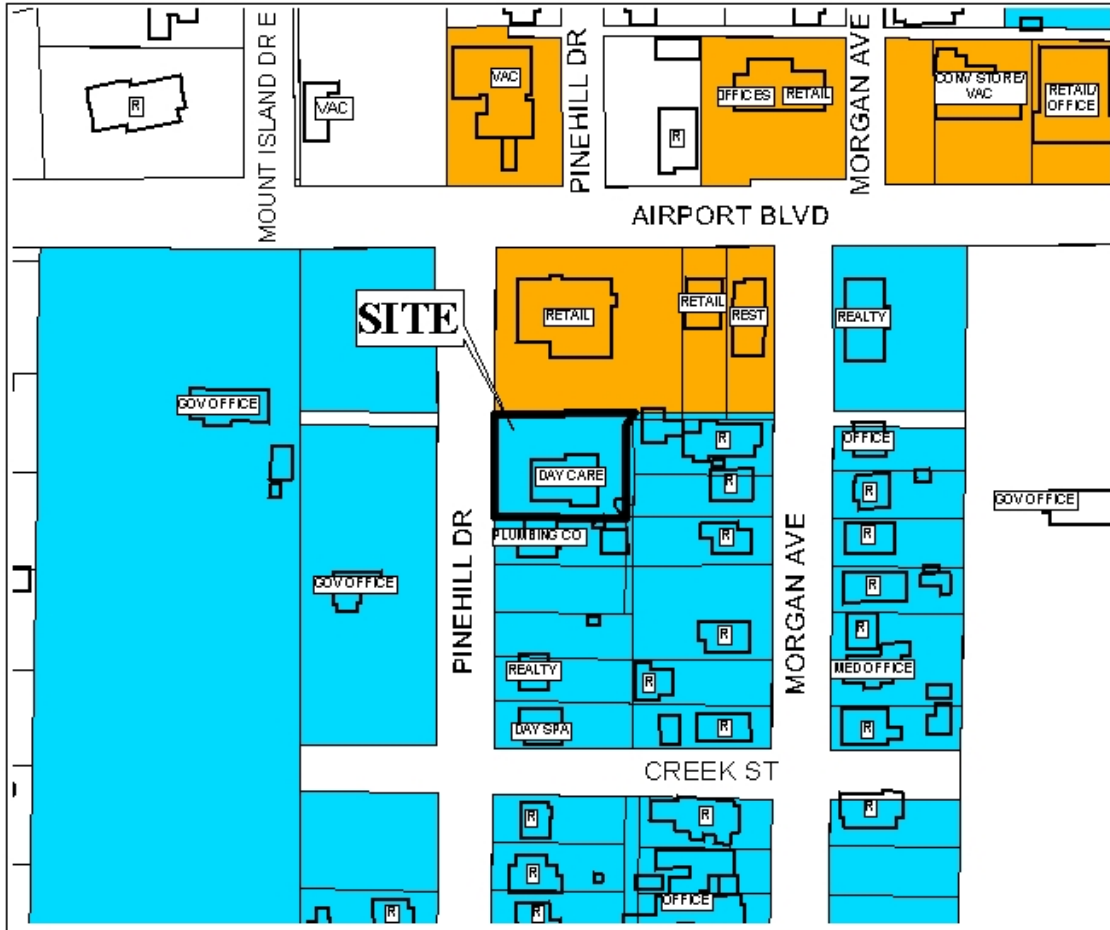 MOUNT ISLAND DR E
PINEHILL DR
MORGAN AVE
R
VAC
VAC
OFFICES
RETAIL
R
CONV STORE/
VAC
RETAIL/
OFFICE
AIRPORT BLVD
SITE
RETAIL
RETAIL
REST
REALTY
GOV OFFICE
R
OFFICE
DAY CARE
R
R
GOV OFFICE
PLUMBING CO
R
R
PINEHILL DR
MORGAN AVE
GOV OFFICE
R
R
R
REALTY
R
MED OFFICE
DAY SPA
R
R
CREEK ST
R
R
R
R
OFFICE
R
R